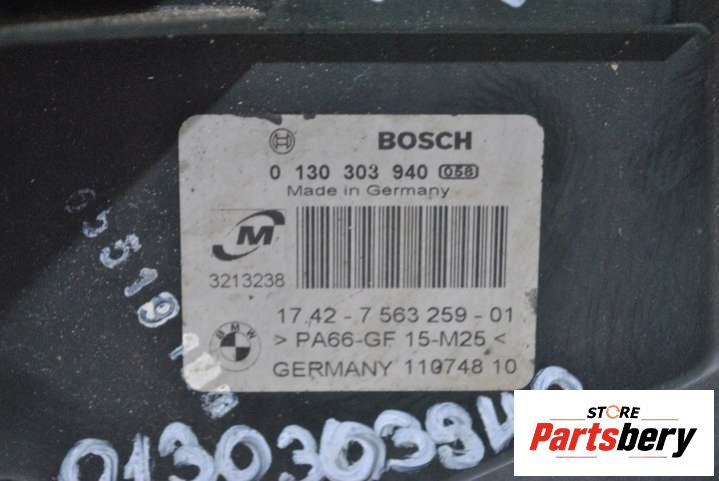 BOSCH
0 130 303 940 058
Made in Germany
M
3213238
17.42 - 7 563 259 - 01
BMW
> PA66-GF 15-M25 <
GERMANY 110748 10
0130303940
STORE
Partsbery